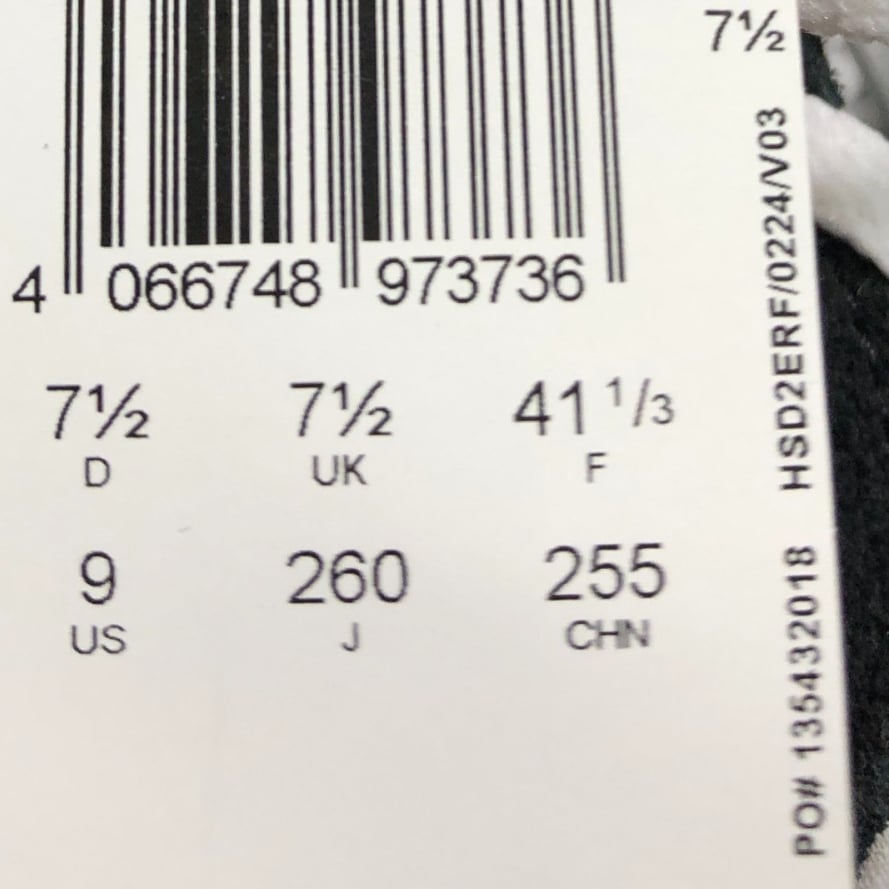 7½
4 066748 973736
7½ 7½ 41 1/3
D UK F
9 260 255
US J CHN
PO# 135432018 HSD2ERF/0224/V03